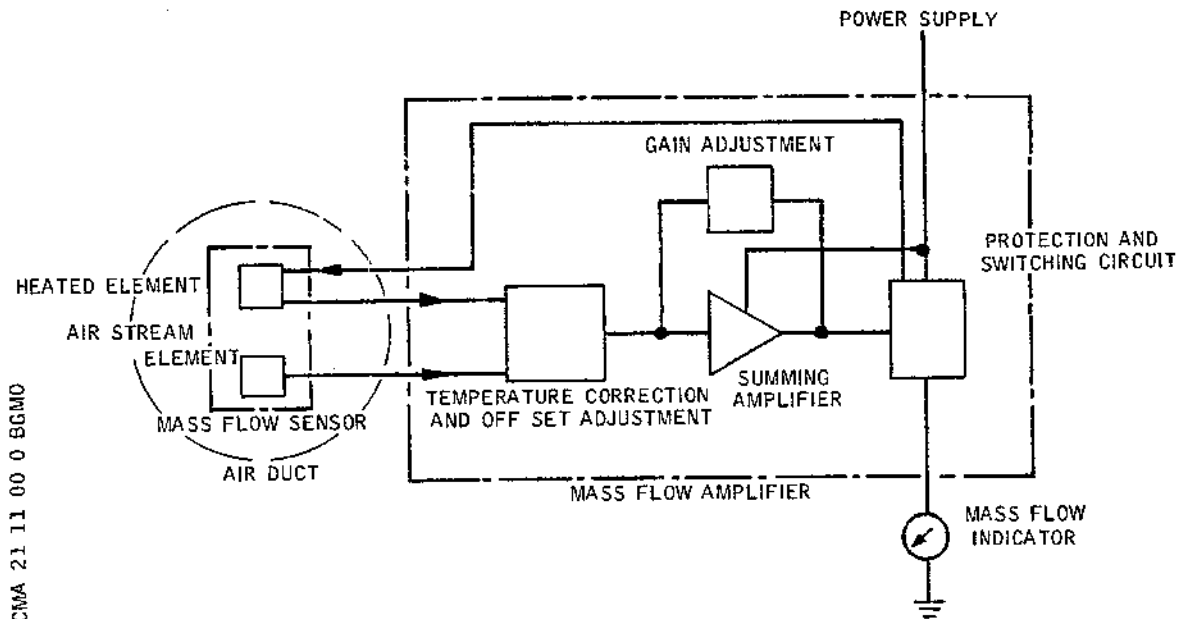 POWER SUPPLY
GAIN ADJUSTMENT
PROTECTION AND
SWITCHING CIRCUIT
HEATED ELEMENT
AIR STREAM
ELEMENT
MASS FLOW SENSOR
AIR DUCT
TEMPERATURE CORRECTION
AND OFF SET ADJUSTMENT
SUMMING
AMPLIFIER
MASS FLOW AMPLIFIER
MASS FLOW
INDICATOR
CMA 21 11 00 0 BGMO